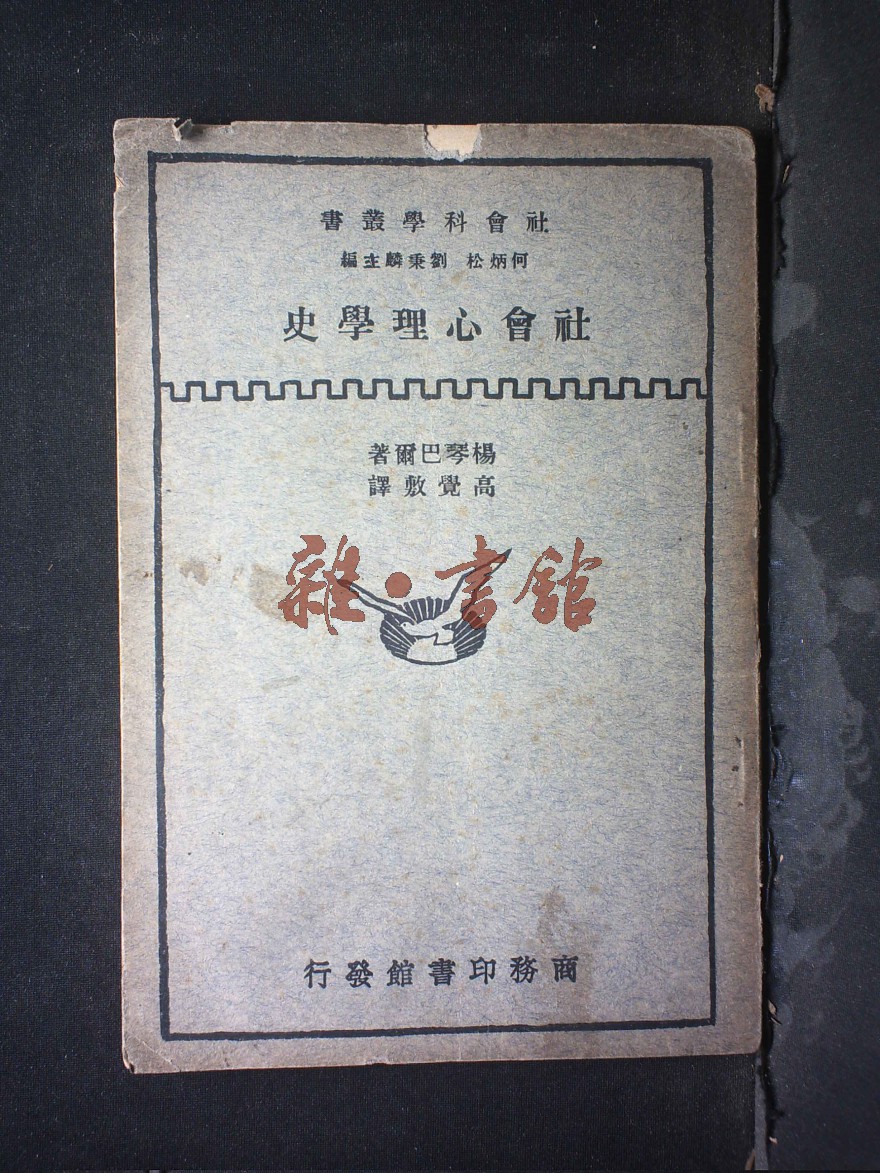 社會科學叢書
何炳松 劉秉麟主編
社會心理學史
楊琴巴爾著
高覺敷譯
雜·書館
商務印書館發行